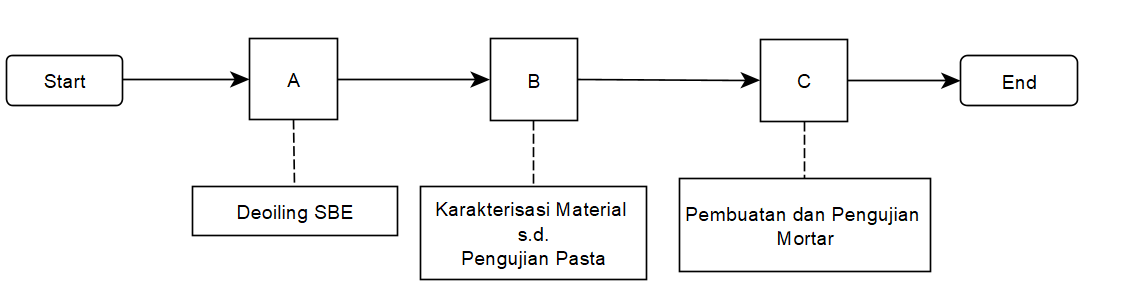 Start
A
B
C
End
Deoiling SBE
Karakterisasi Material
s.d.
Pengujian Pasta
Pembuatan dan Pengujian
Mortar